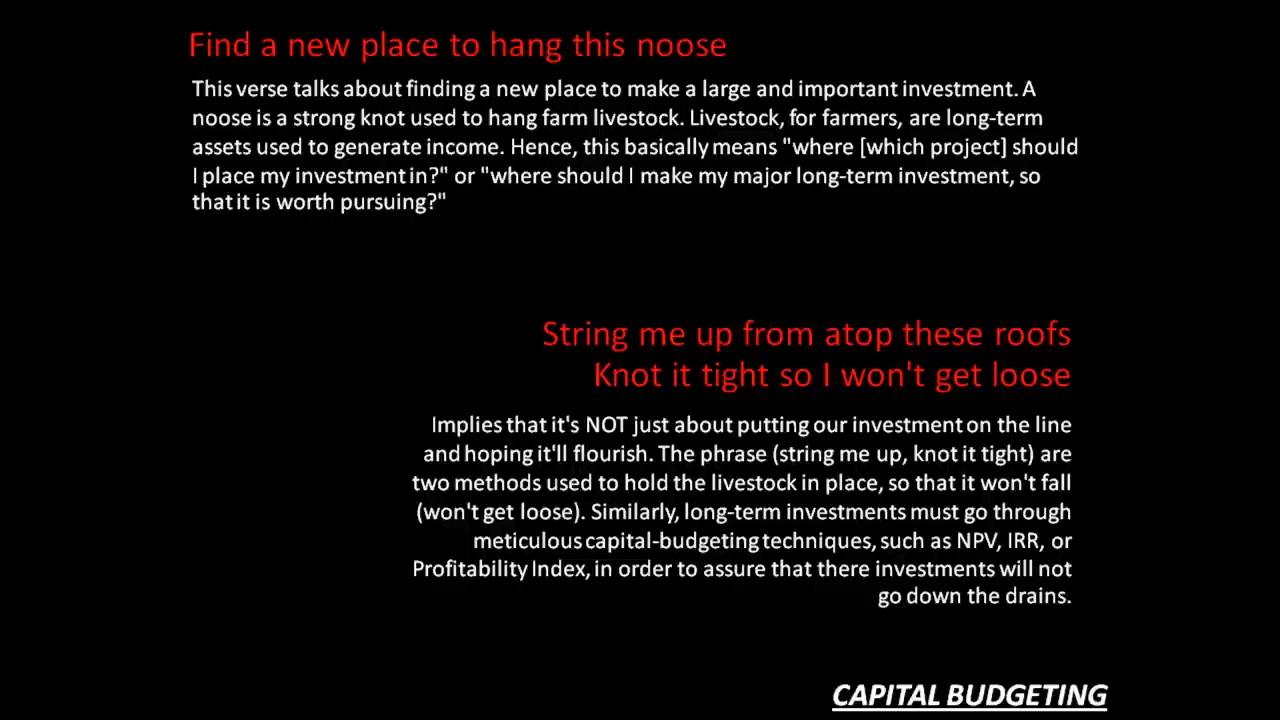 Find a new place to hang this noose
This verse talks about finding a new place to make a large and important investment. A
noose is a strong knot used to hang farm livestock. Livestock, for farmers, are long-term
assets used to generate income. Hence, this basically means "where [which project] should
I place my investment in?" or "where should I make my major long-term investment, so
that it is worth pursuing?"
String me up from atop these roofs
Knot it tight so I won't get loose
Implies that it's NOT just about putting our investment on the line
and hoping it'll flourish. The phrase (string me up, knot it tight) are
two methods used to hold the livestock in place, so that it won't fall
(won't get loose). Similarly, long-term investments must go through
meticulous capital-budgeting techniques, such as NPV, IRR, or
Profitability Index, in order to assure that there investments will not
go down the drains.
CAPITAL BUDGETING